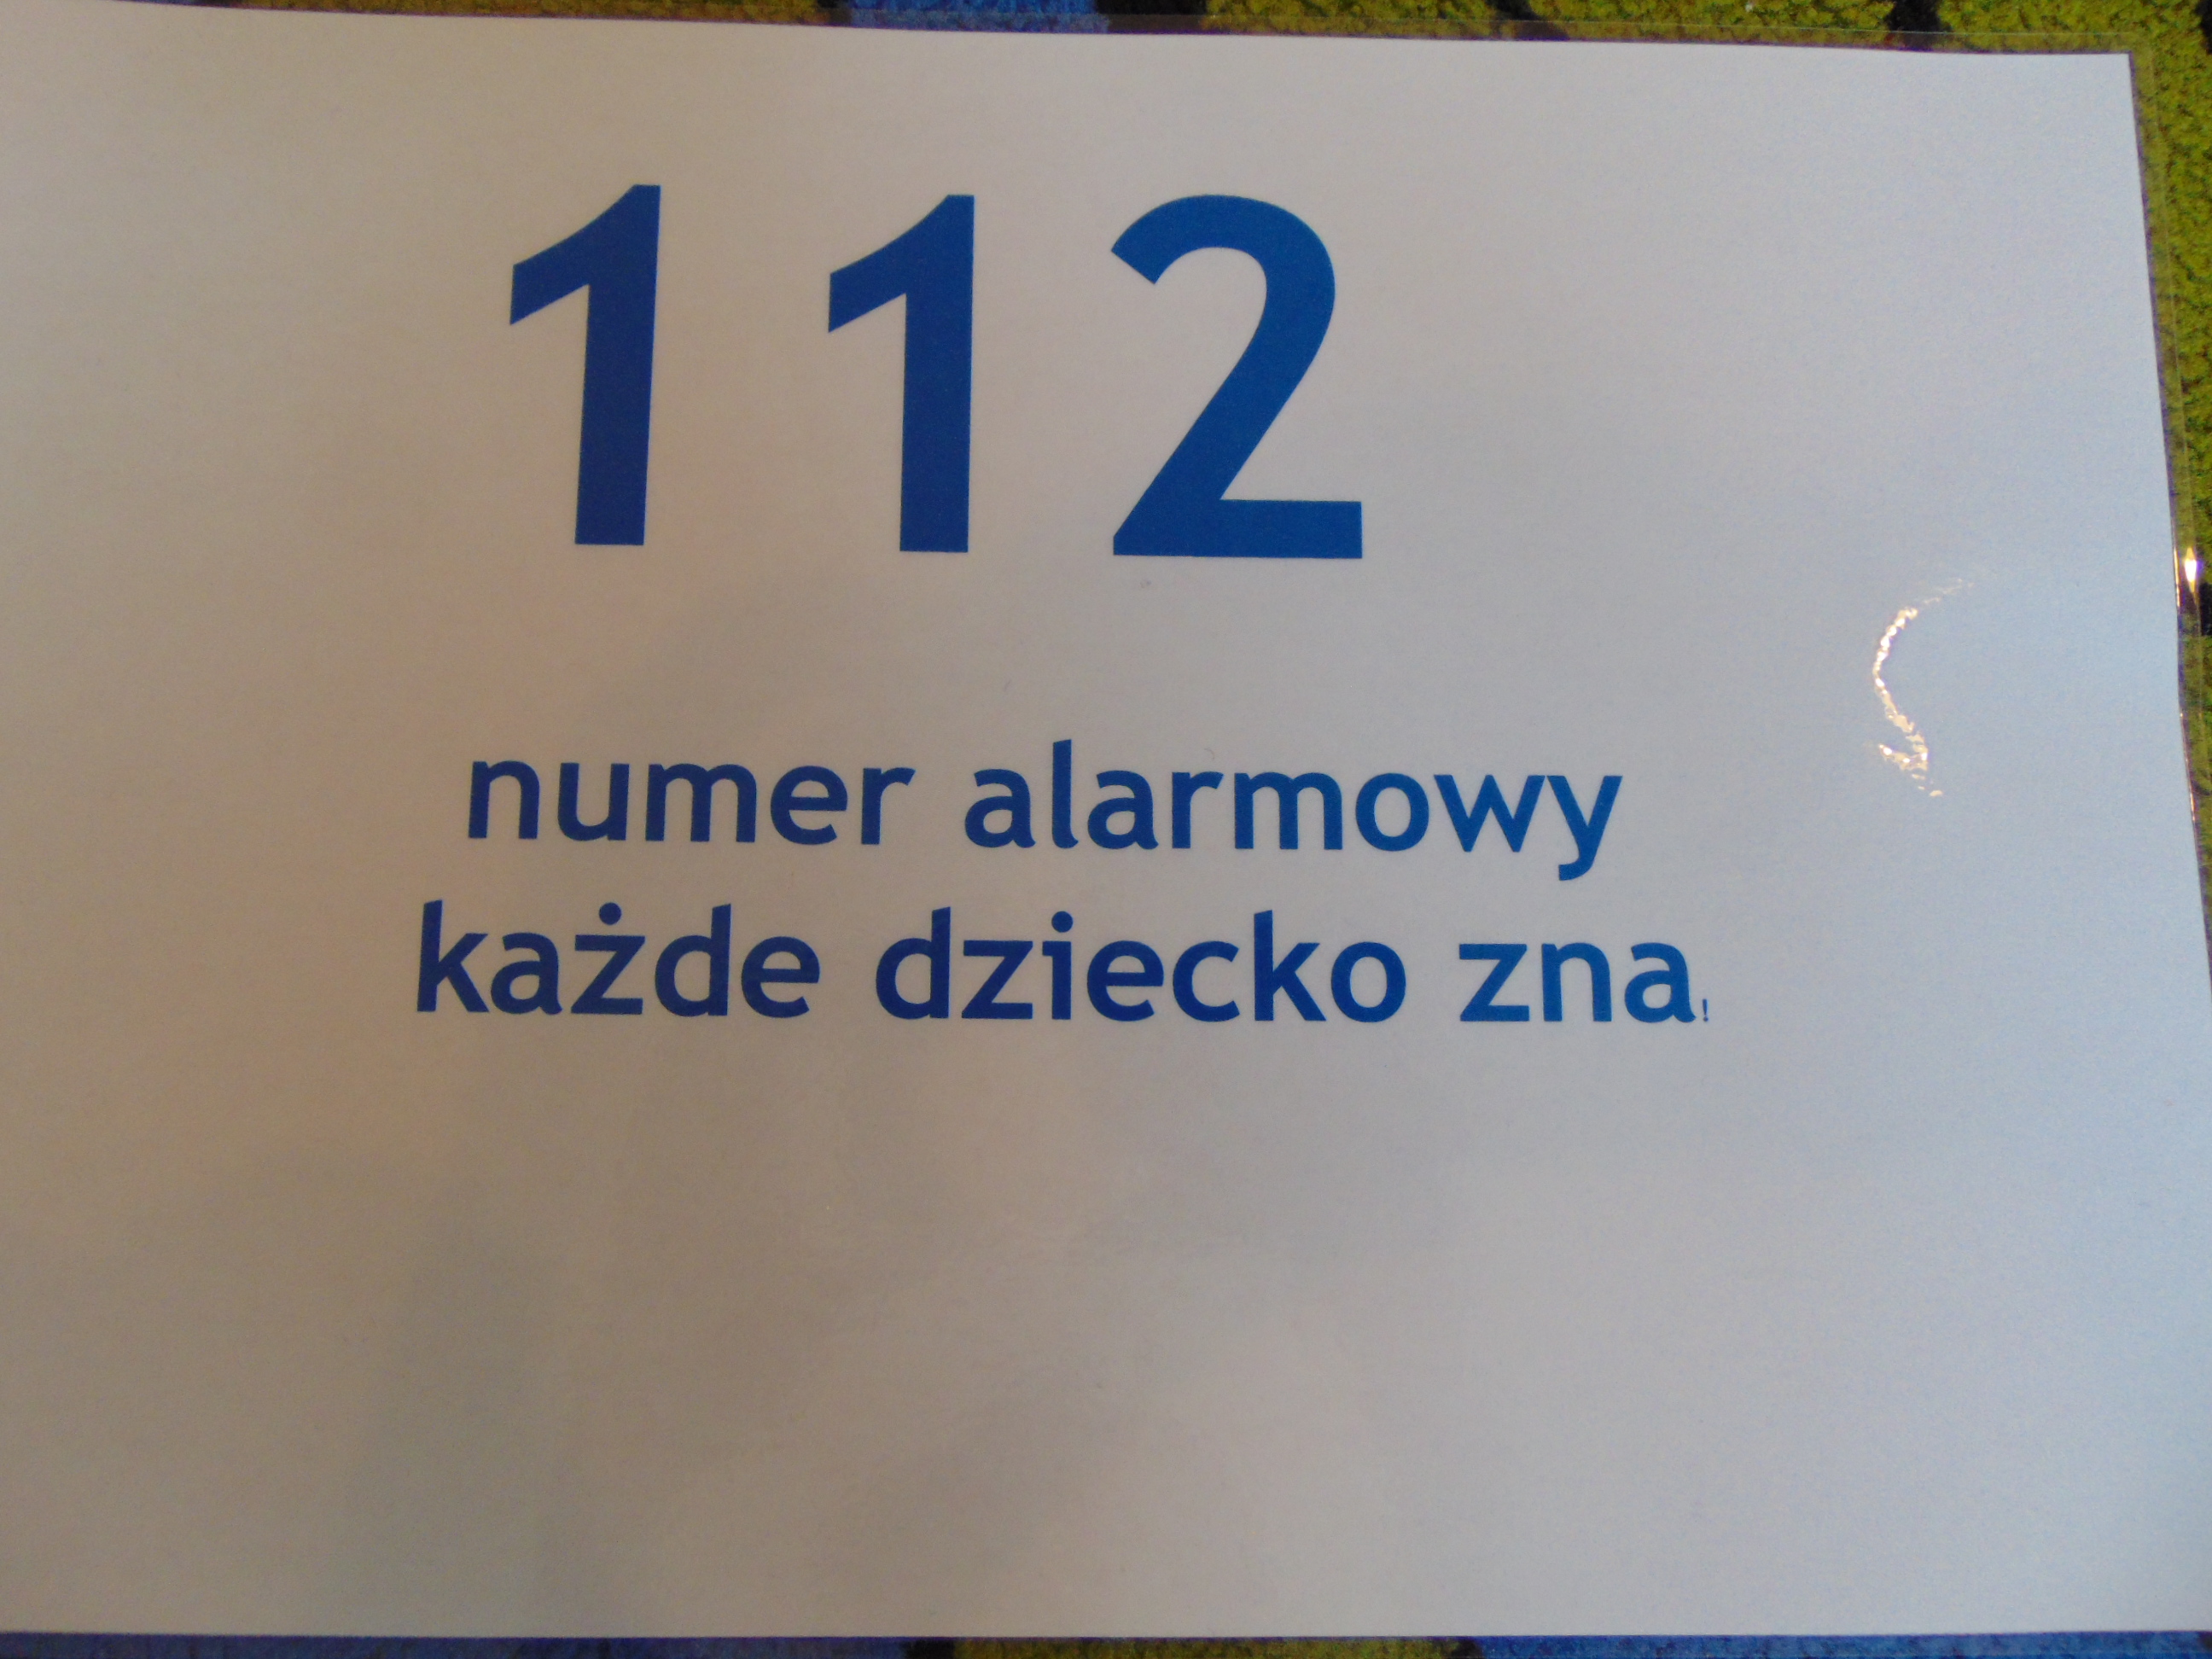 112
numer alarmowy
każde dziecko zna!